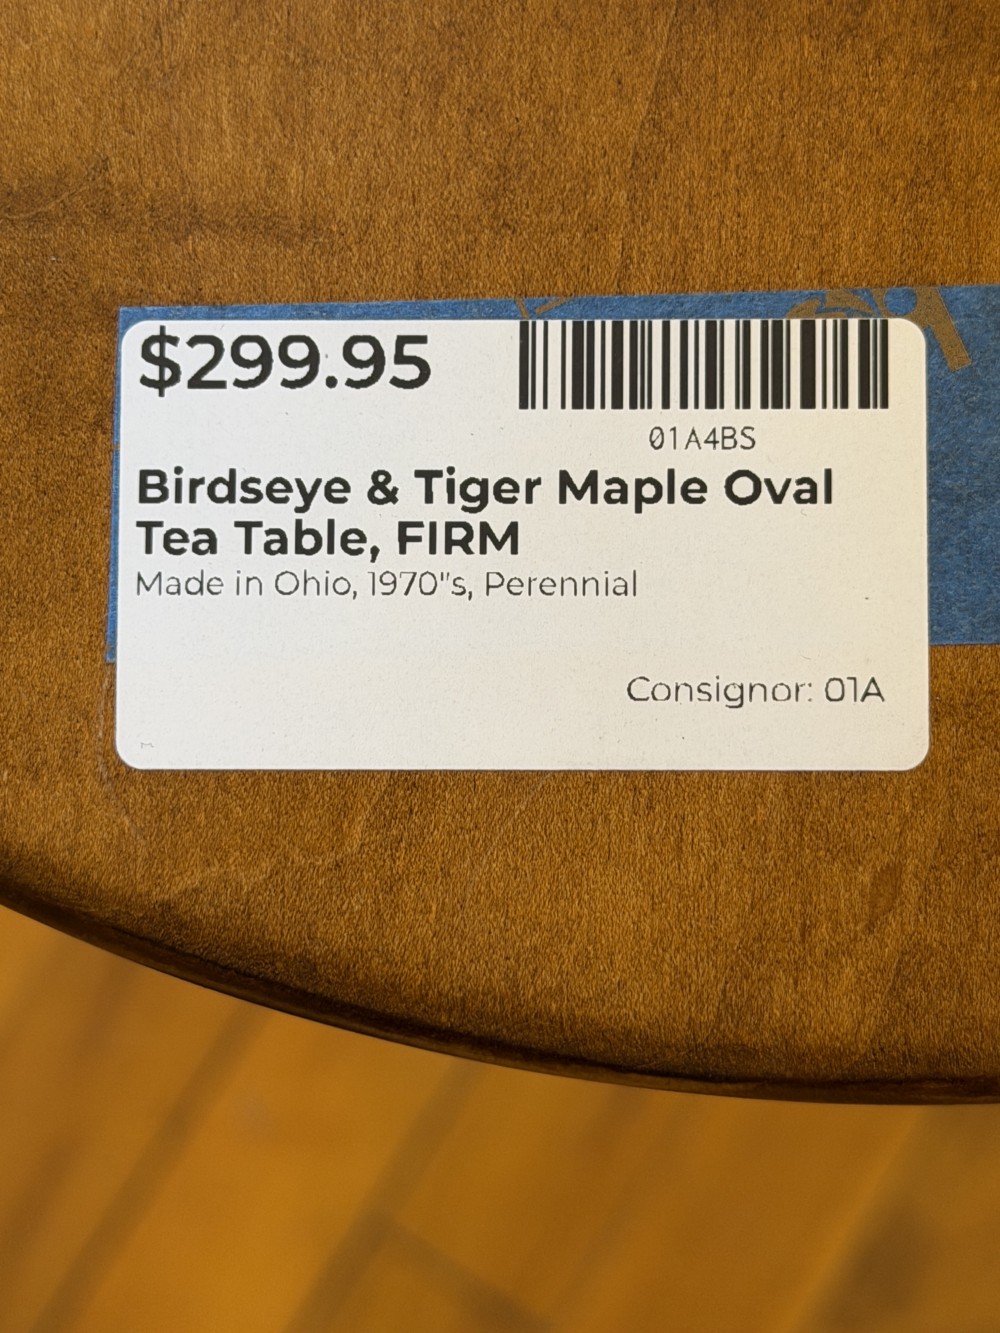 $299.95
01A4BS
Birdseye & Tiger Maple Oval
Tea Table, FIRM
Made in Ohio, 1970"s, Perennial
Consignor: 01A